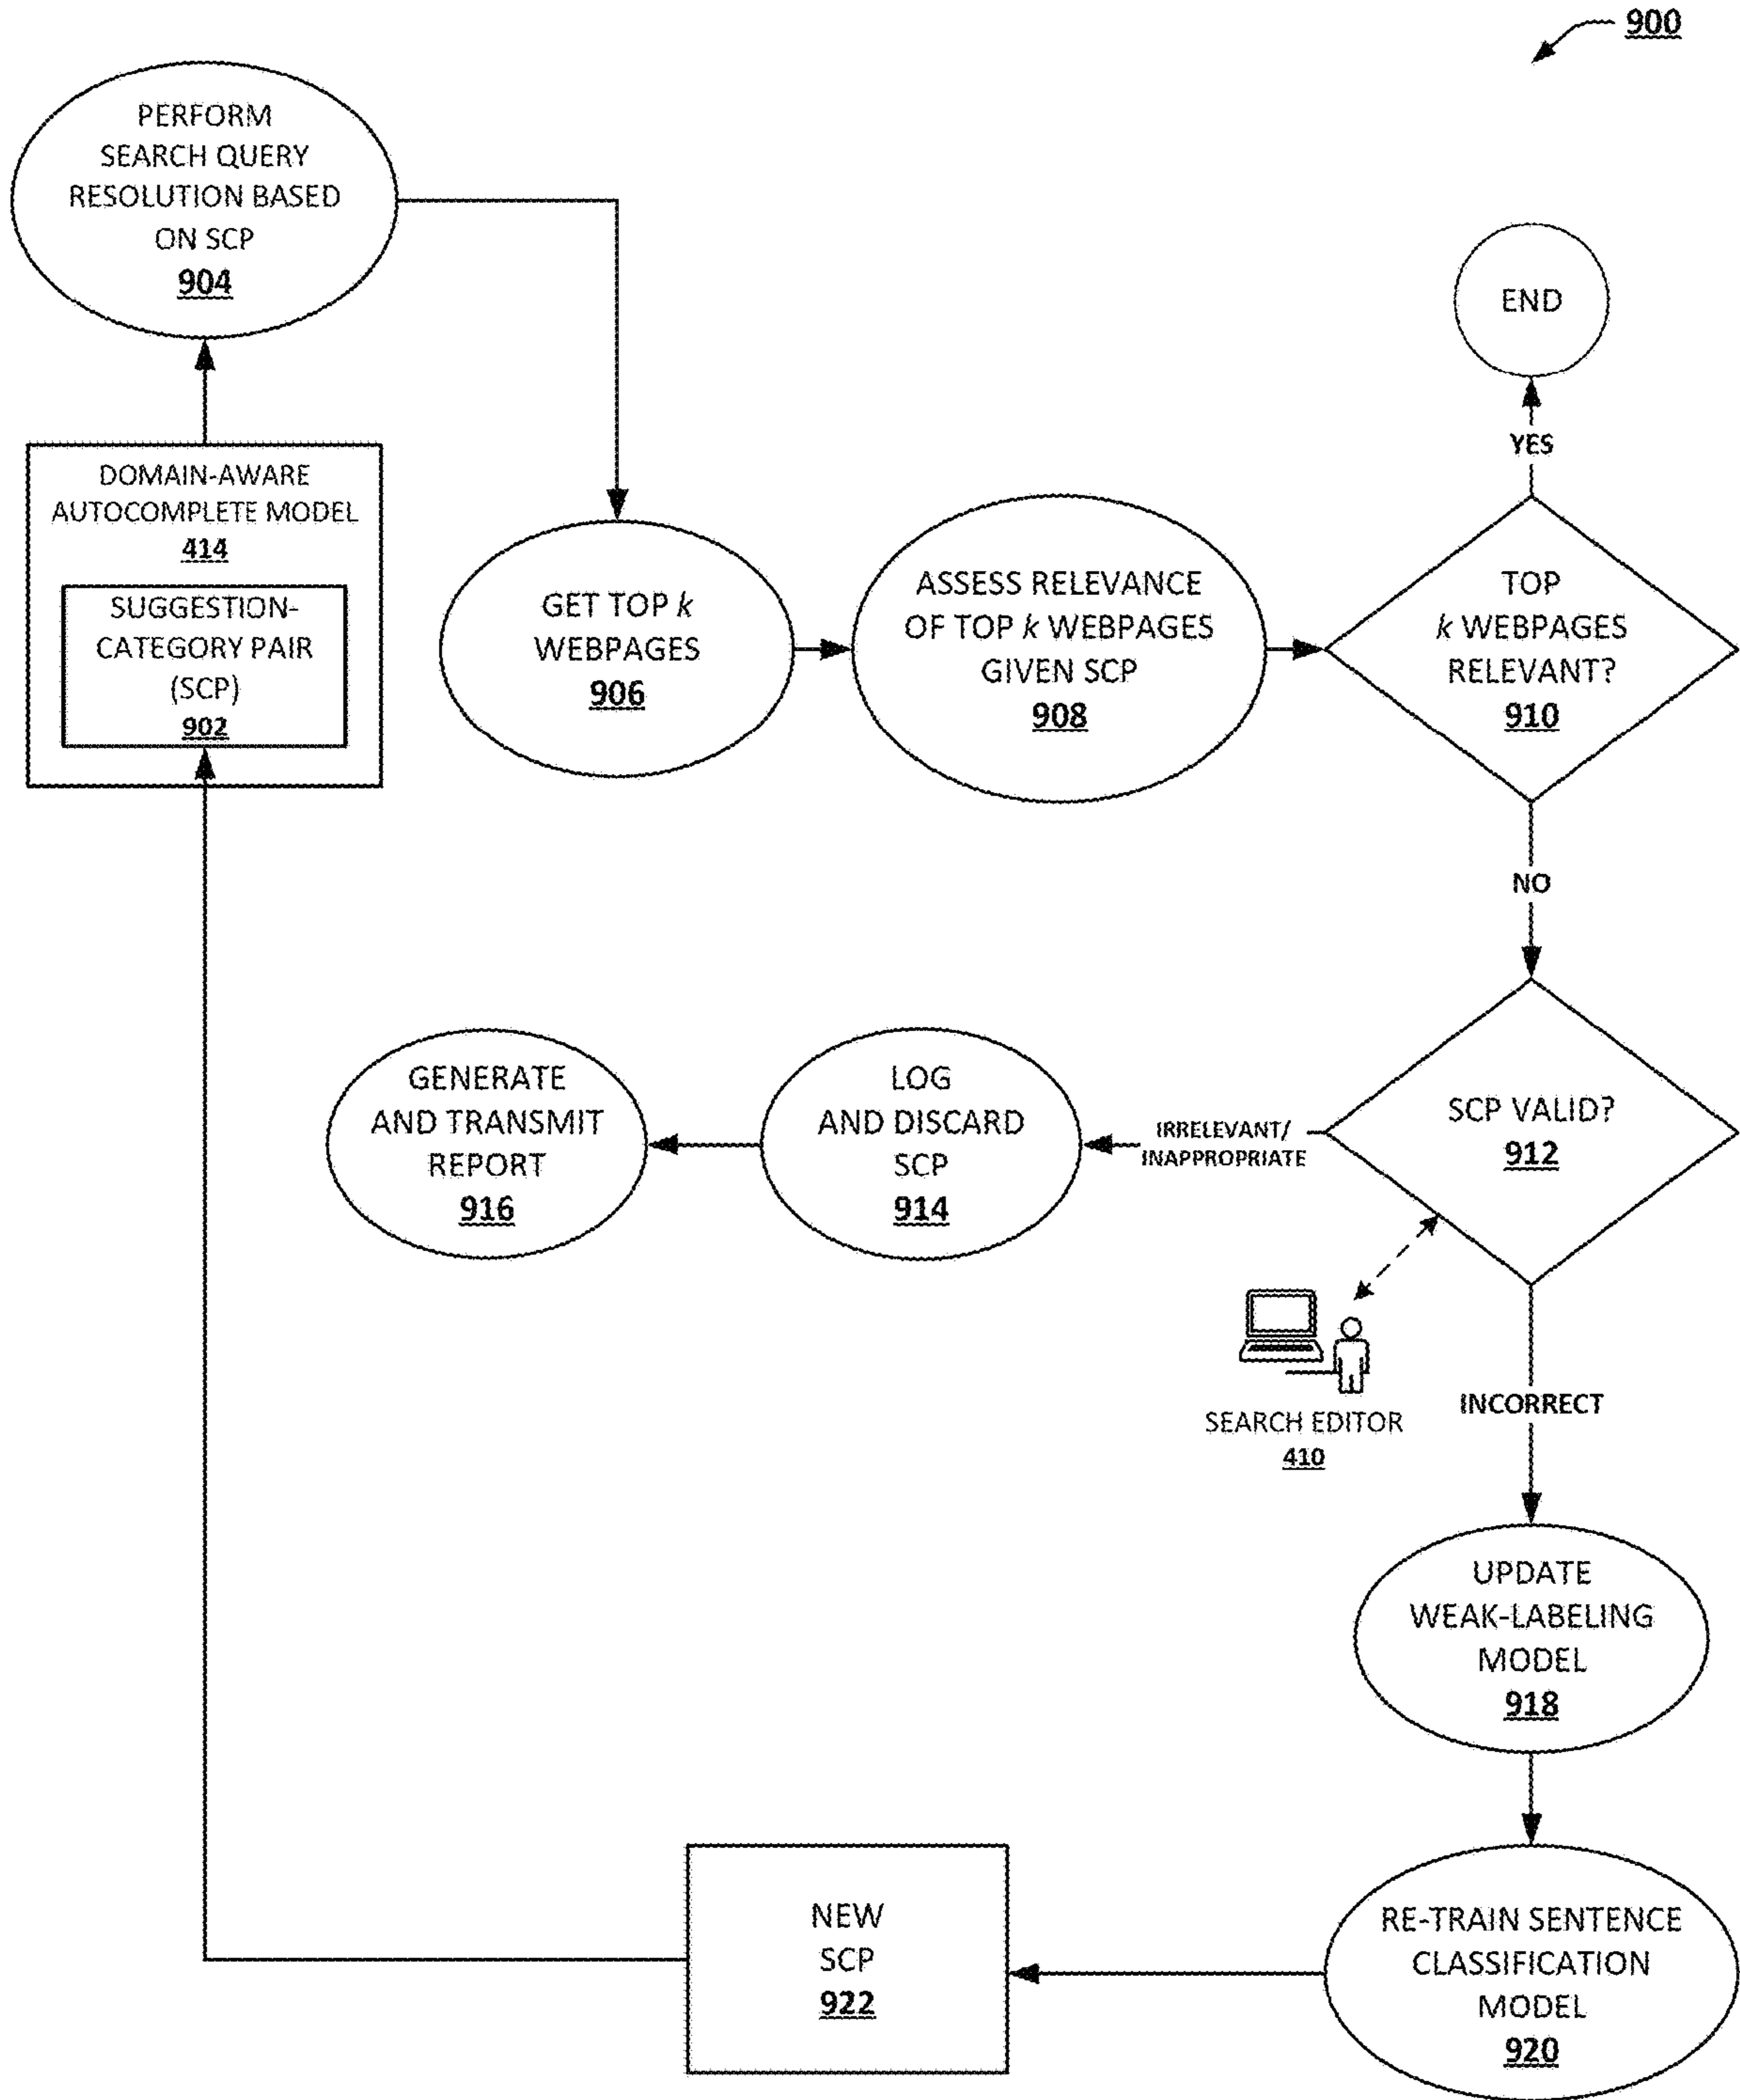 900
PERFORM
SEARCH QUERY
RESOLUTION BASED
ON SCP
904
END
YES
DOMAIN-AWARE
AUTOCOMPLETE MODEL
414
SUGGESTION-
CATEGORY PAIR
(SCP)
902
GET TOP k
WEBPAGES
906
ASSESS RELEVANCE
OF TOP k WEBPAGES
GIVEN SCP
908
TOP
k WEBPAGES
RELEVANT?
910
NO
GENERATE
AND TRANSMIT
REPORT
916
LOG
AND DISCARD
SCP
914
IRRELEVANT/
INAPPROPRIATE
SCP VALID?
912
SEARCH EDITOR
410
INCORRECT
UPDATE
WEAK-LABELING
MODEL
918
NEW
SCP
922
RE-TRAIN SENTENCE
CLASSIFICATION
MODEL
920